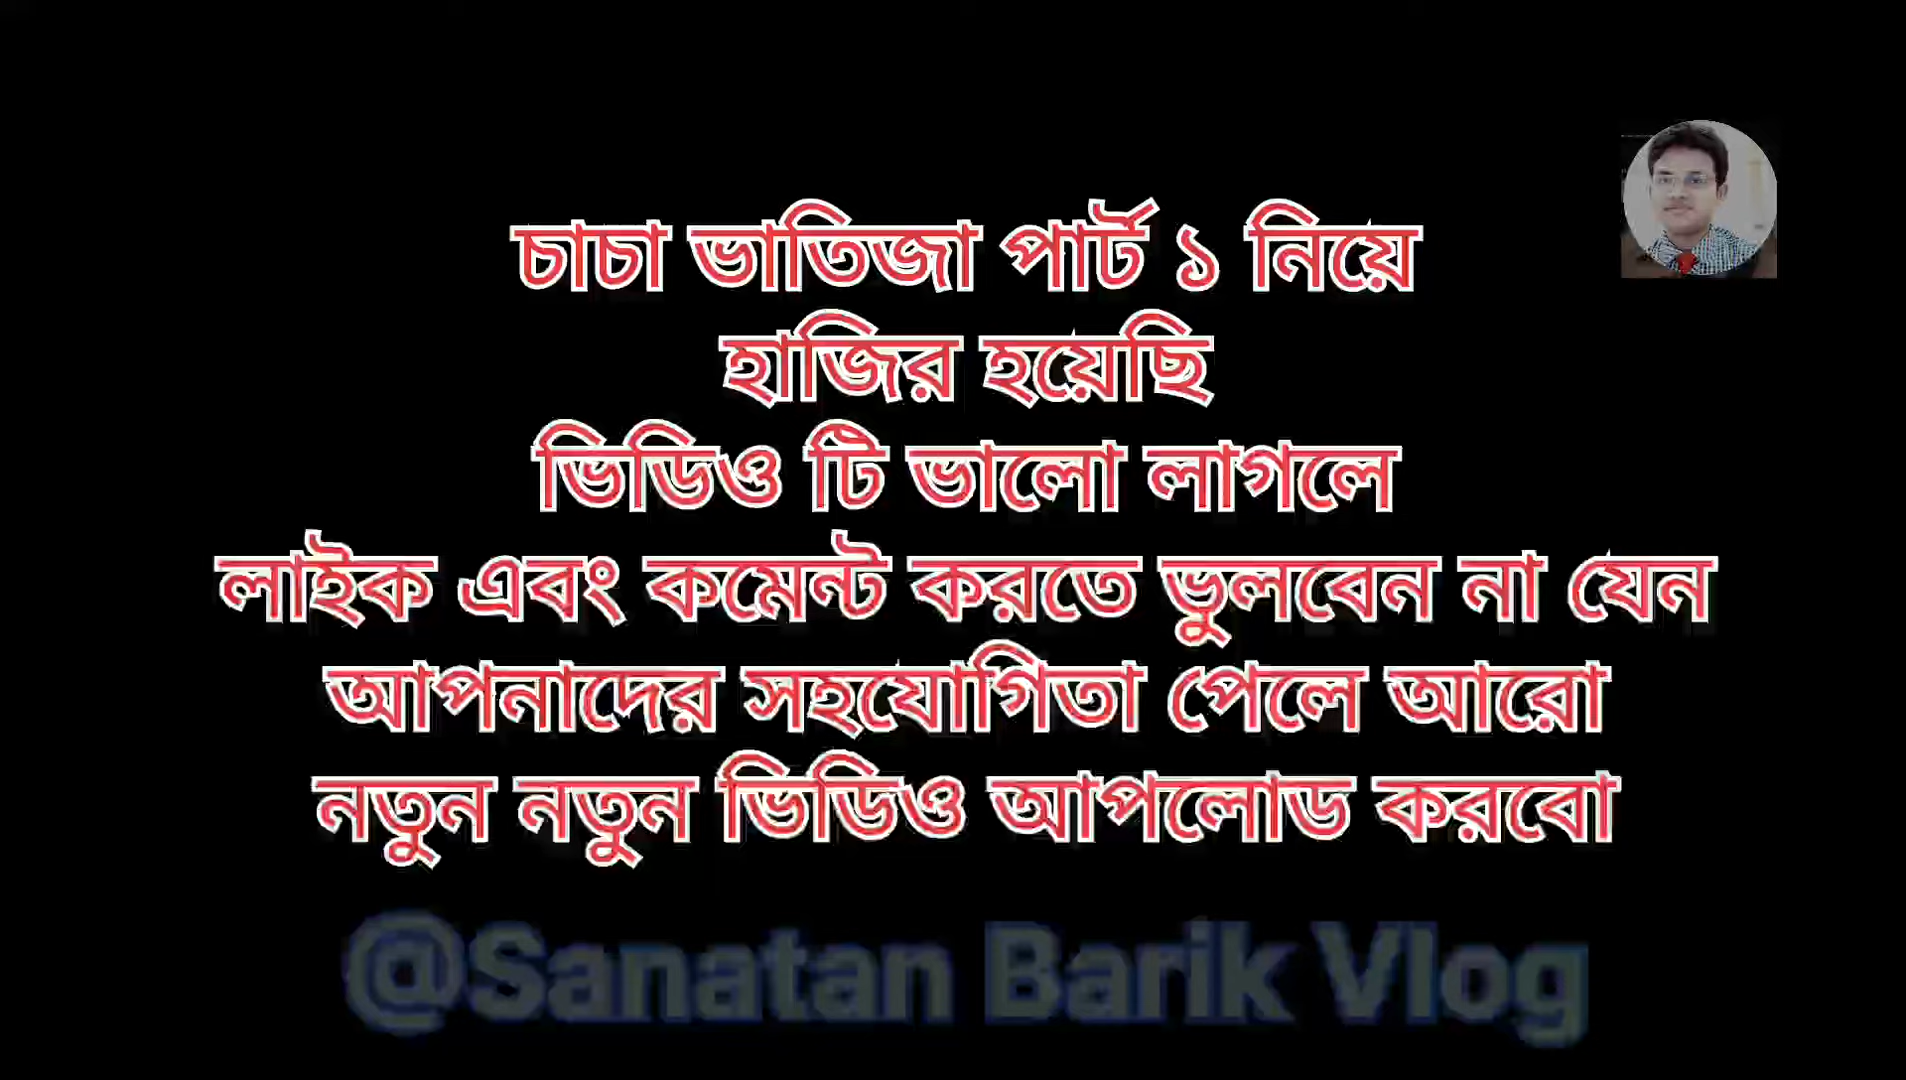 চাচা ভাতিজা পার্ট ১ নিয়ে
হাজির হয়েছি
ভিডিও টি ভালো লাগলে
লাইক এবং কমেন্ট করতে ভুলবেন না যেন
আপনাদের সহযোগিতা পেলে আরো
নতুন নতুন ভিডিও আপলোড করবো
@Sanatan Barik Vlog